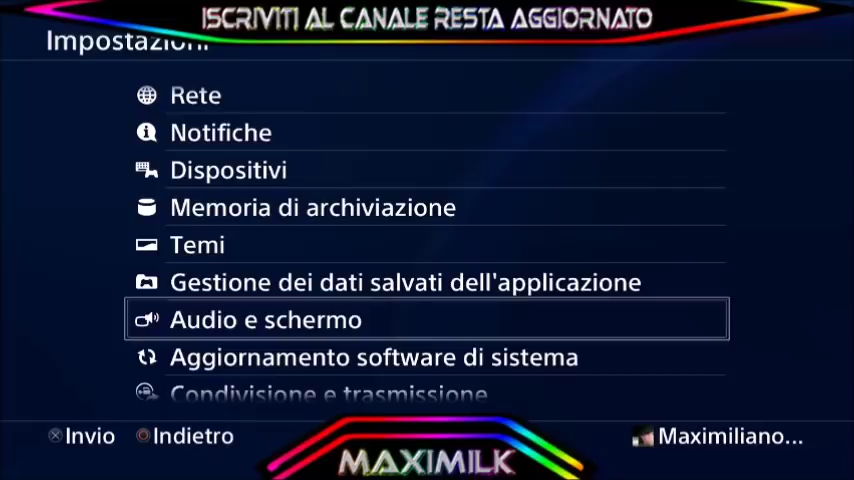 ISCRIVITI AL CANALE RESTA AGGIORNATO
Impostazioni
Rete
Notifiche
Dispositivi
Memoria di archiviazione
Temi
Gestione dei dati salvati dell'applicazione
Audio e schermo
Aggiornamento software di sistema
Condivisione e trasmissione
Invio Indietro Maximiliano...
MAXIMILK